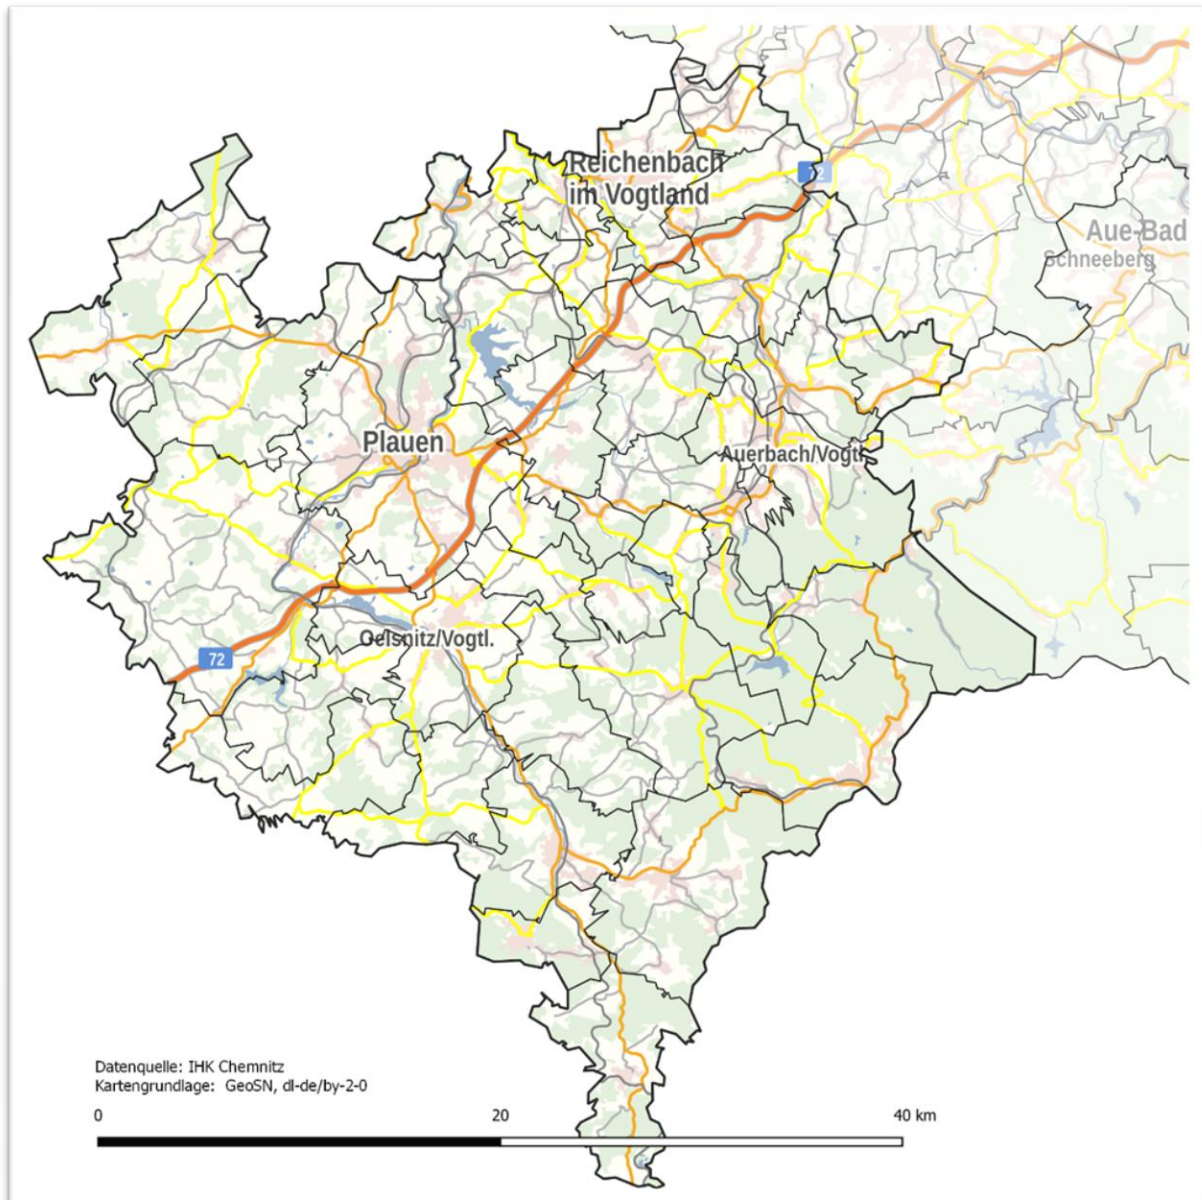 Reichenbach
im Vogtland
72
Aue-Bad
Schneeberg
Plauen
Auerbach/Vogtl.
72
Oelsnitz/Vogtl.
Datenquelle: IHK Chemnitz
Kartengrundlage: GeoSN, dl-de/by-2-0
0 20 40 km